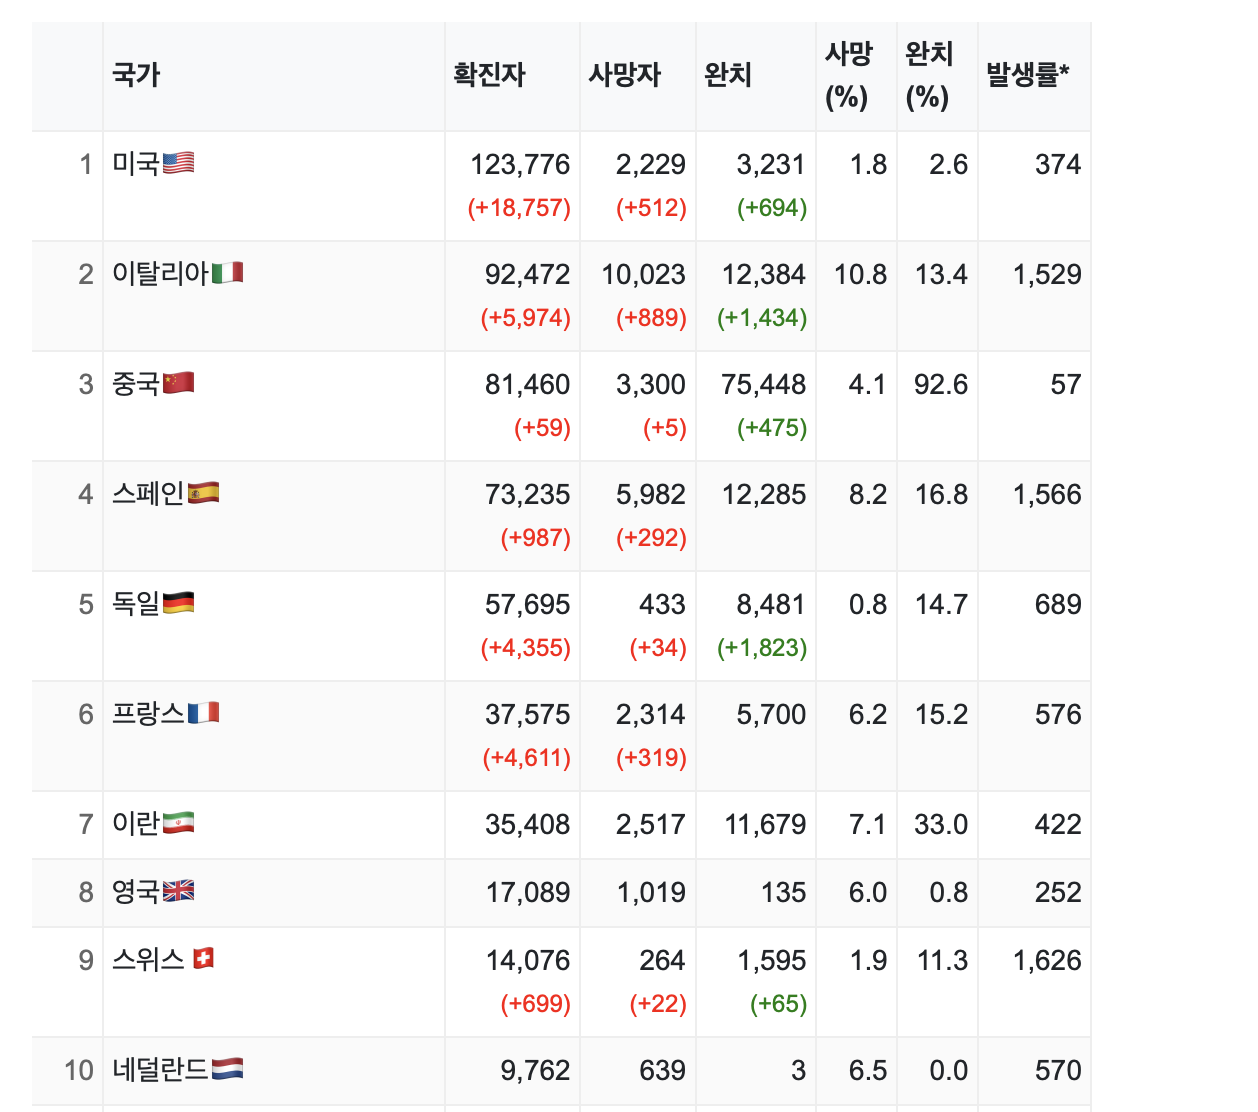 국가 확진자 사망자 완치 사망 (%) 완치 (%) 발생률*
1 미국 123,776 2,229 3,231 1.8 2.6 374
(+18,757) (+512) (+694)
2 이탈리아 92,472 10,023 12,384 10.8 13.4 1,529
(+5,974) (+889) (+1,434)
3 중국 81,460 3,300 75,448 4.1 92.6 57
(+59) (+5) (+475)
4 스페인 73,235 5,982 12,285 8.2 16.8 1,566
(+987) (+292)
5 독일 57,695 433 8,481 0.8 14.7 689
(+4,355) (+34) (+1,823)
6 프랑스 37,575 2,314 5,700 6.2 15.2 576
(+4,611) (+319)
7 이란 35,408 2,517 11,679 7.1 33.0 422
8 영국 17,089 1,019 135 6.0 0.8 252
9 스위스 14,076 264 1,595 1.9 11.3 1,626
(+699) (+22) (+65)
10 네덜란드 9,762 639 3 6.5 0.0 570